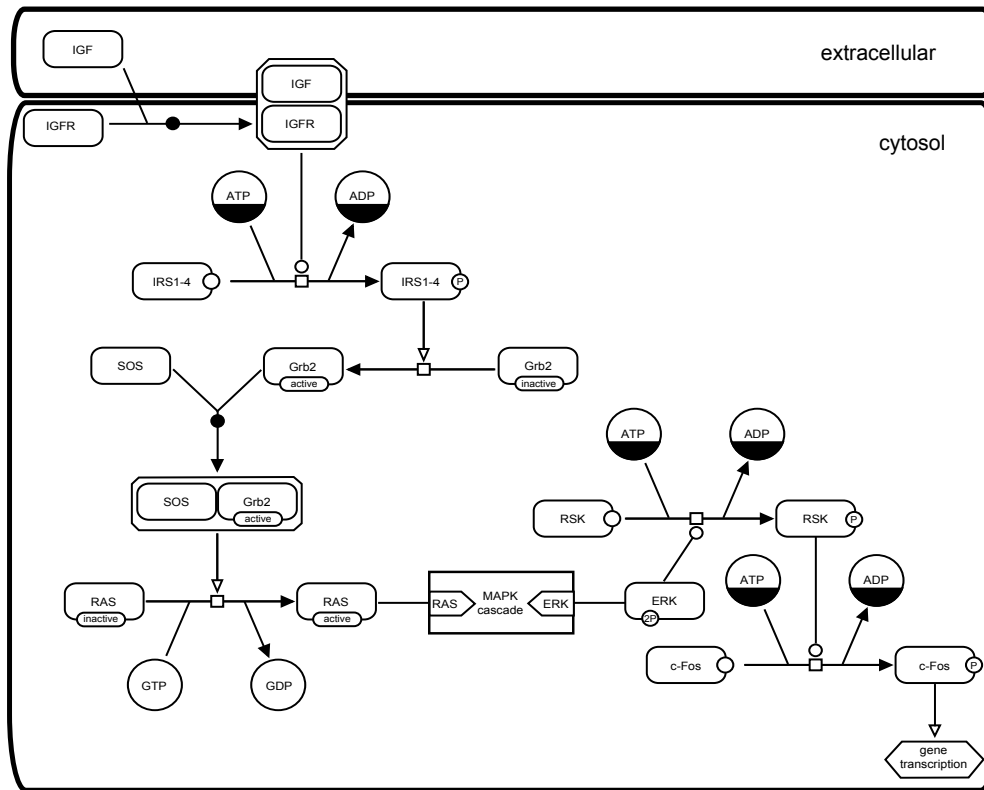 IGF
extracellular
IGF
IGFR
IGFR
cytosol
ATP
ADP
IRS1-4
IRS1-4
P
SOS
Grb2
active
Grb2
inactive
ATP
ADP
SOS
Grb2
active
RSK
RSK
P
ATP
ADP
RAS
inactive
RAS
active
RAS
MAPK
cascade
ERK
ERK
2P
c-Fos
c-Fos
P
GTP
GDP
gene
transcription